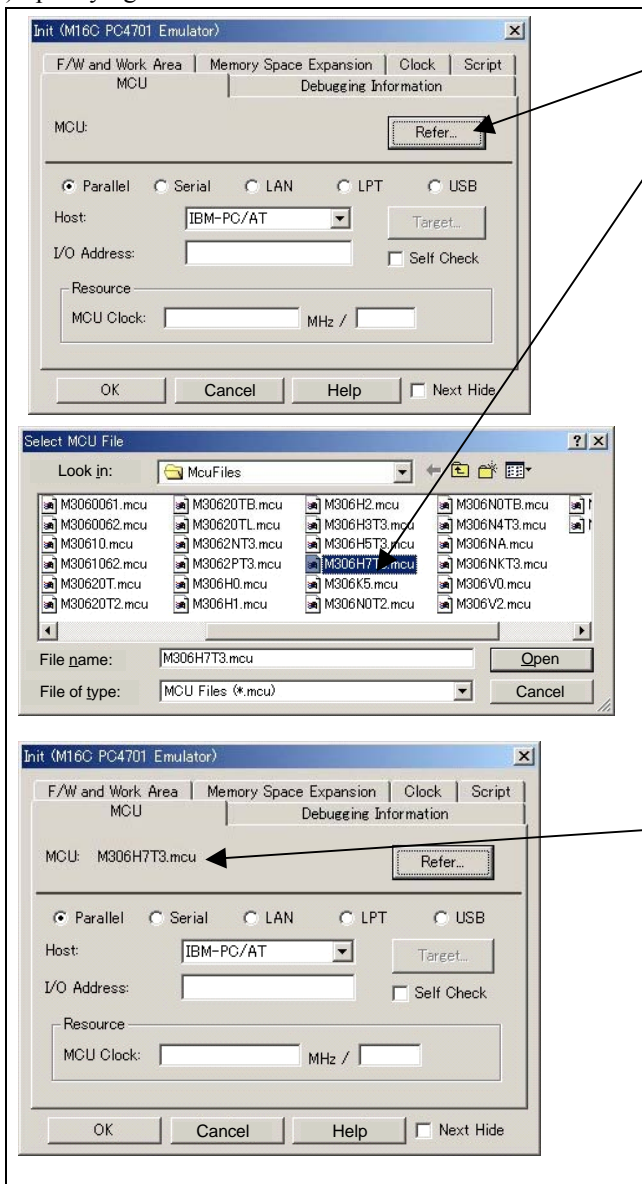 Init (M16C PC4701 Emulator)
F/W and Work Area Memory Space Expansion Clock Script
MCU Debugging Information
MCU: Refer...
Parallel Serial LAN LPT USB
Host: IBM-PC/AT Target...
I/O Address: Self Check
Resource
MCU Clock: MHz /
OK Cancel Help Next Hide
Select MCU File
Look in: McuFiles
M3060061.mcu M30620TB.mcu M306H2.mcu M306N0TB.mcu
M3060062.mcu M30620TL.mcu M306H3T3.mcu M306N4T3.mcu
M30610.mcu M3062NT3.mcu M306H5T3.mcu M306NA.mcu
M3061062.mcu M3062PT3.mcu M306NKT3.mcu
M30620T.mcu M306H0.mcu M306K5.mcu M306V0.mcu
M30620T2.mcu M306H1.mcu M306N0T2.mcu M306V2.mcu
File name: M306H7T3.mcu Open
File of type: MCU Files (*.mcu) Cancel
Init (M16C PC4701 Emulator)
F/W and Work Area Memory Space Expansion Clock Script
MCU Debugging Information
MCU: M306H7T3.mcu Refer...
Parallel Serial LAN LPT USB
Host: IBM-PC/AT Target...
I/O Address: Self Check
Resource
MCU Clock: MHz /
OK Cancel Help Next Hide